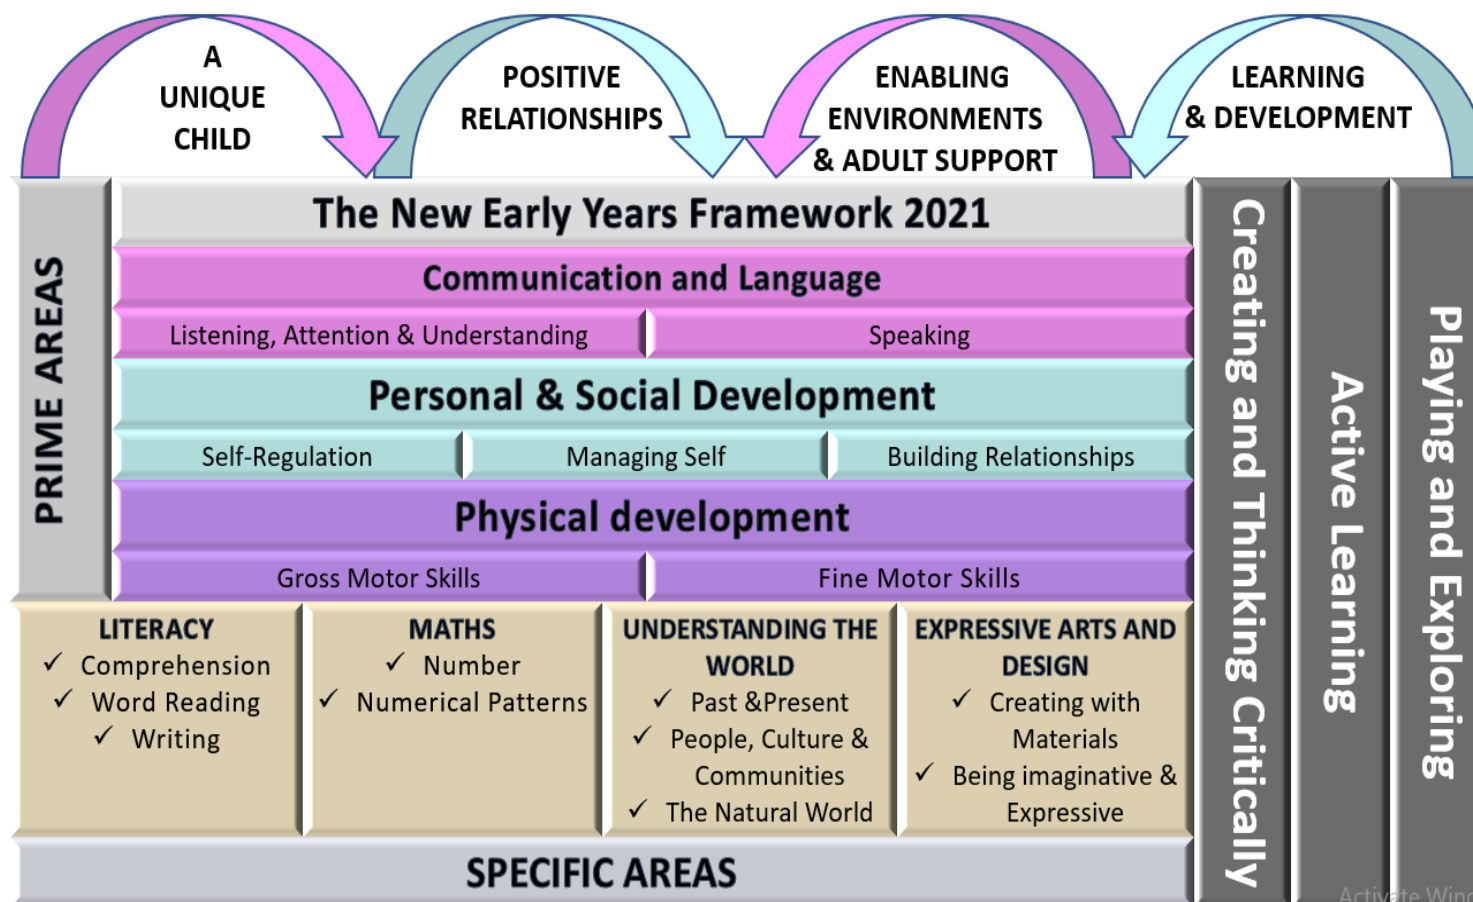 A
UNIQUE
CHILD
POSITIVE
RELATIONSHIPS
ENABLING
ENVIRONMENTS
& ADULT SUPPORT
LEARNING
& DEVELOPMENT
PRIME AREAS
The New Early Years Framework 2021
Communication and Language
Listening, Attention & Understanding
Speaking
Personal & Social Development
Self-Regulation
Managing Self
Building Relationships
Physical development
Gross Motor Skills
Fine Motor Skills
LITERACY
✓ Comprehension
✓ Word Reading
✓ Writing
MATHS
✓ Number
✓ Numerical Patterns
UNDERSTANDING THE
WORLD
✓ Past &Present
✓ People, Culture &
Communities
✓ The Natural World
EXPRESSIVE ARTS AND
DESIGN
✓ Creating with
Materials
✓ Being imaginative &
Expressive
SPECIFIC AREAS
Creating and Thinking Critically
Active Learning
Playing and Exploring
Activate